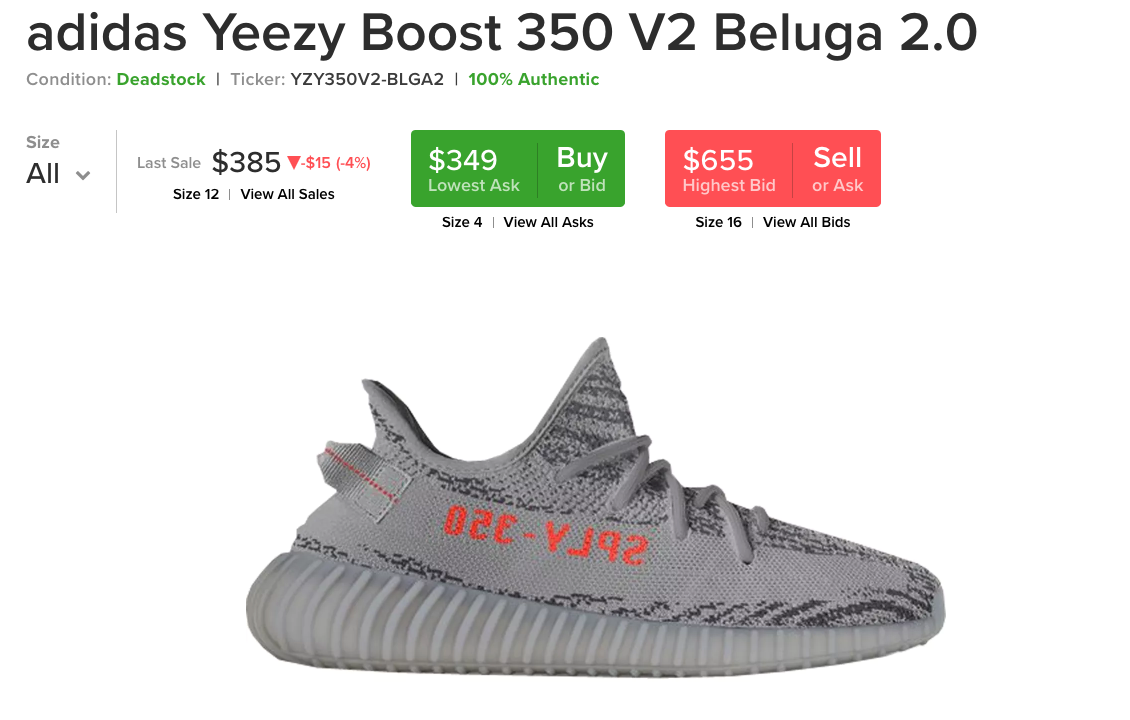 adidas Yeezy Boost 350 V2 Beluga 2.0
Condition: Deadstock | Ticker: YZY350V2-BLGA2 | 100% Authentic
Size
All
Last Sale $385 ▼-$15 (-4%)
Size 12 | View All Sales
$349
Lowest Ask
Buy
or Bid
Size 4 | View All Asks
$655
Highest Bid
Sell
or Ask
Size 16 | View All Bids
SPLY-350